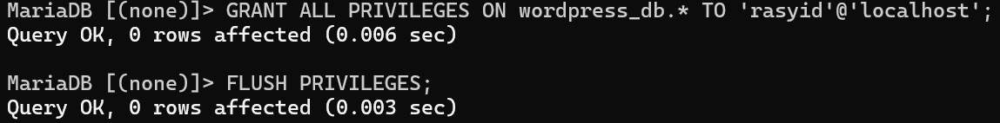 MariaDB [(none)]> GRANT ALL PRIVILEGES ON wordpress_db.* TO 'rasyid'@'localhost';
Query OK, 0 rows affected (0.006 sec)
MariaDB [(none)]> FLUSH PRIVILEGES;
Query OK, 0 rows affected (0.003 sec)